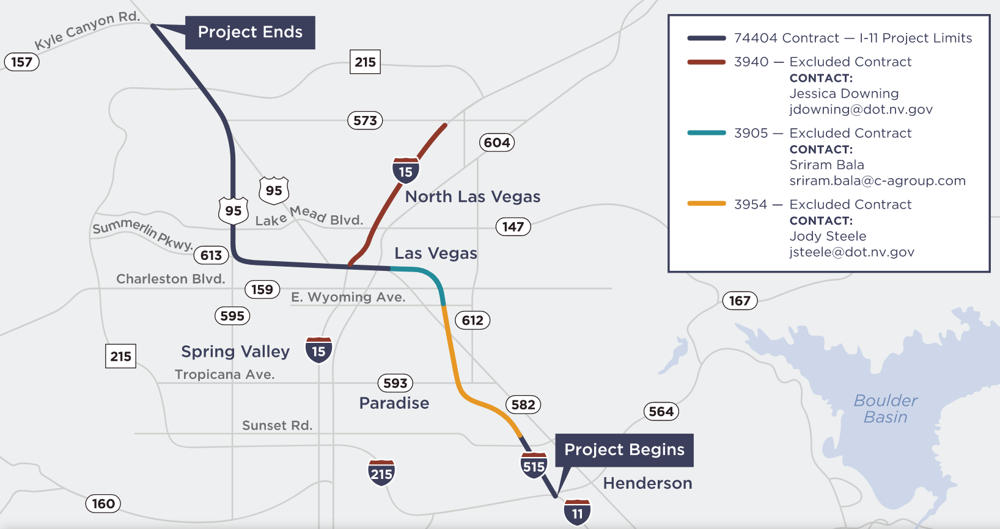 Kyle Canyon Rd.
Project Ends
157
215
573
604
15
95
95
North Las Vegas
Lake Mead Blvd.
147
Summerlin Pkwy.
613
Las Vegas
Charleston Blvd.
159
E. Wyoming Ave.
595
612
167
Spring Valley
15
215
Tropicana Ave.
593
Paradise
582
564
Boulder
Basin
Sunset Rd.
Project Begins
515
215
Henderson
160
11
74404 Contract — I-11 Project Limits
3940 — Excluded Contract
CONTACT:
Jessica Downing
jdowning@dot.nv.gov
3905 — Excluded Contract
CONTACT:
Sriram Bala
sriram.bala@c-agroup.com
3954 — Excluded Contract
CONTACT:
Jody Steele
jsteele@dot.nv.gov